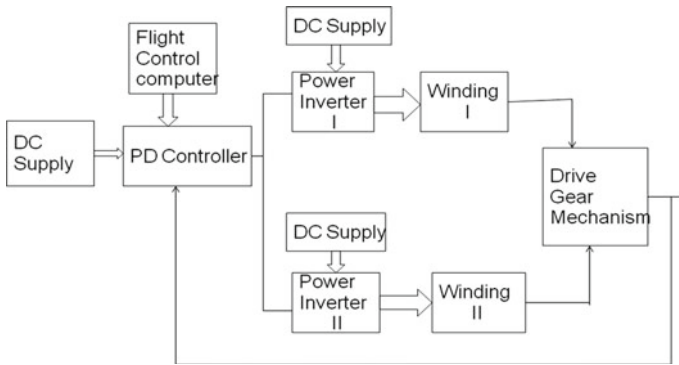 DC Supply
Flight
Control
computer
Power
Inverter
I
Winding
I
DC
Supply
PD Controller
Drive
Gear
Mechanism
DC Supply
Power
Inverter
II
Winding
II